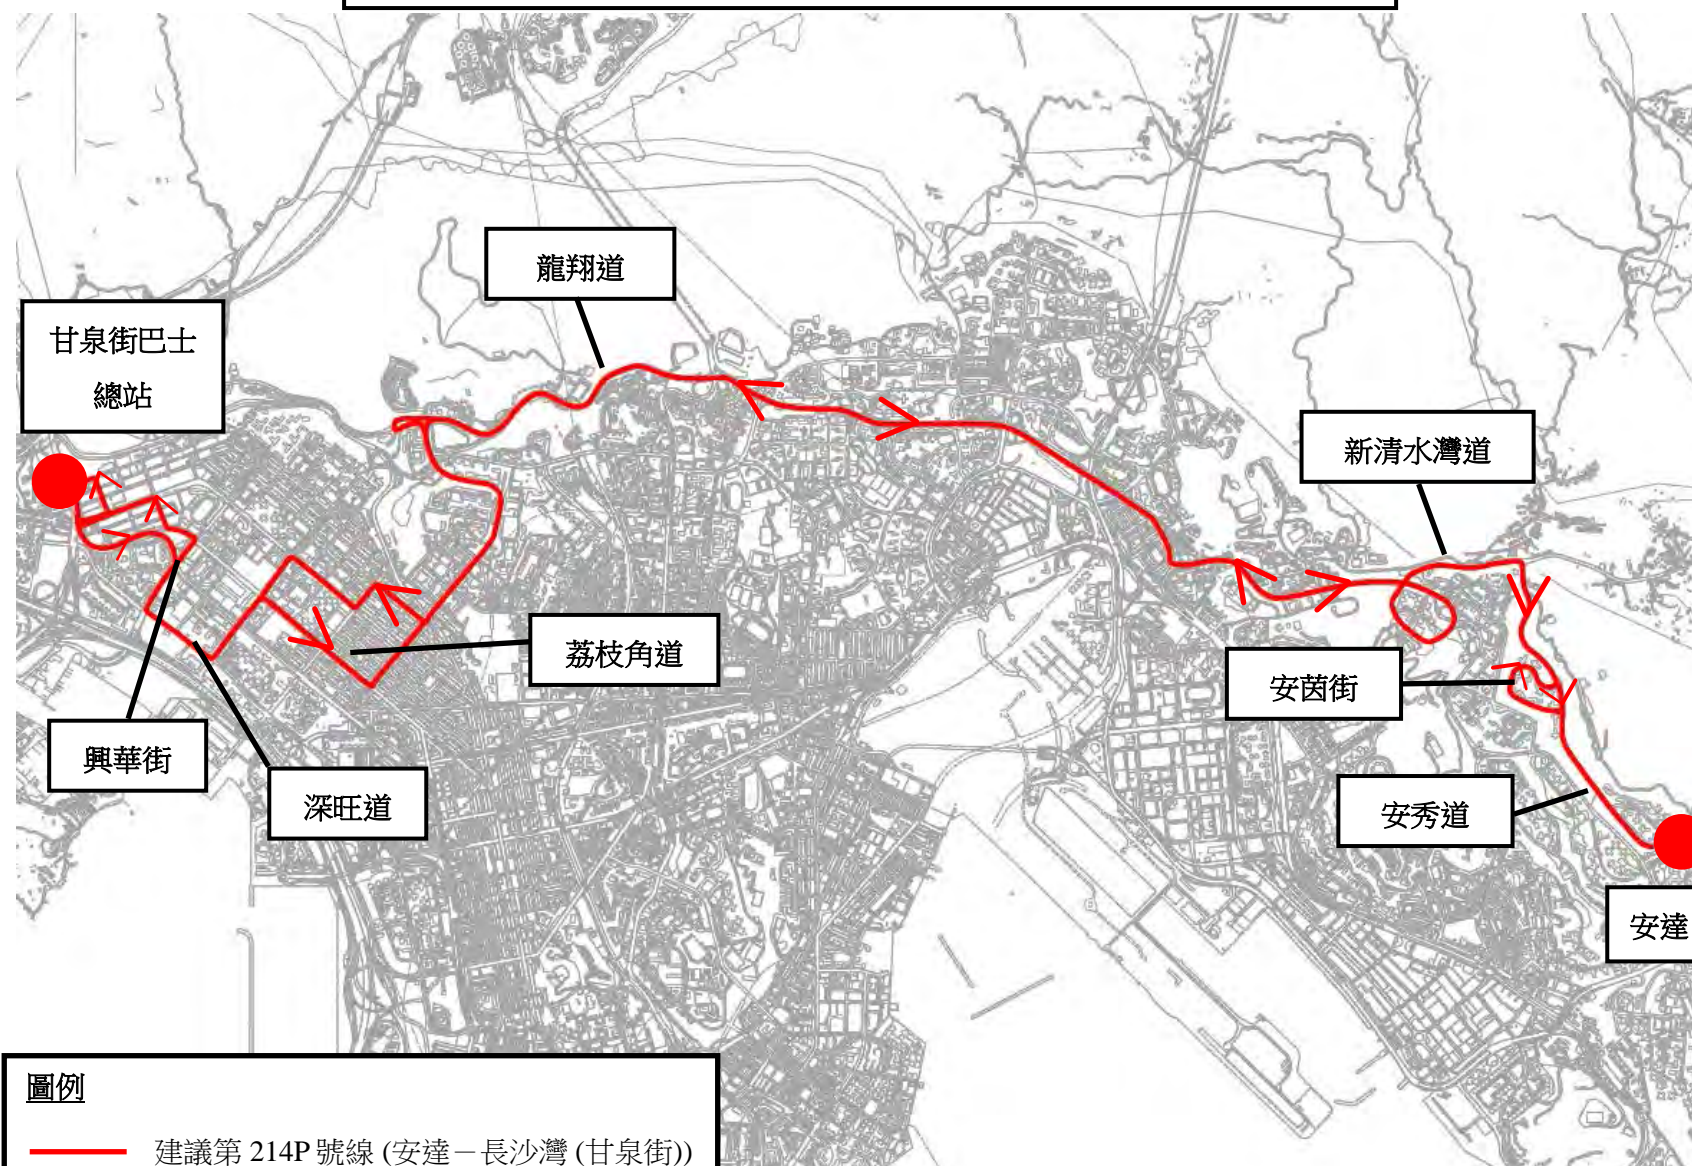 龍翔道
甘泉街巴士
總站
新清水灣道
荔枝角道
安茵街
興華街
深旺道
安秀道
安達
圖例
建議第 214P 號線 (安達－長沙灣 (甘泉街))